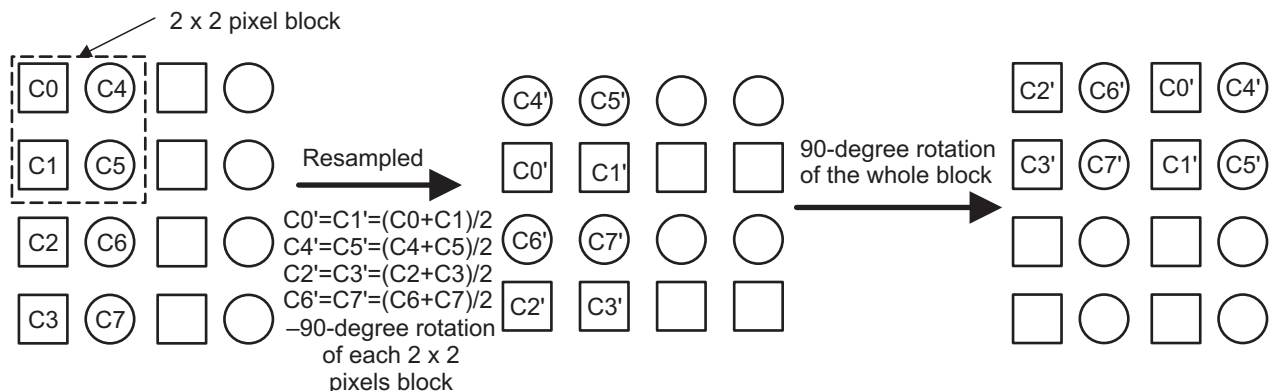 2 x 2 pixel block
C0 C4
C1 C5
C2 C6
C3 C7
Resampled
C0'=C1'=(C0+C1)/2
C4'=C5'=(C4+C5)/2
C2'=C3'=(C2+C3)/2
C6'=C7'=(C6+C7)/2
–90-degree rotation
of each 2 x 2
pixels block
C4' C5'
C0' C1'
C6' C7'
C2' C3'
90-degree rotation
of the whole block
C2' C6' C0' C4'
C3' C7' C1' C5'